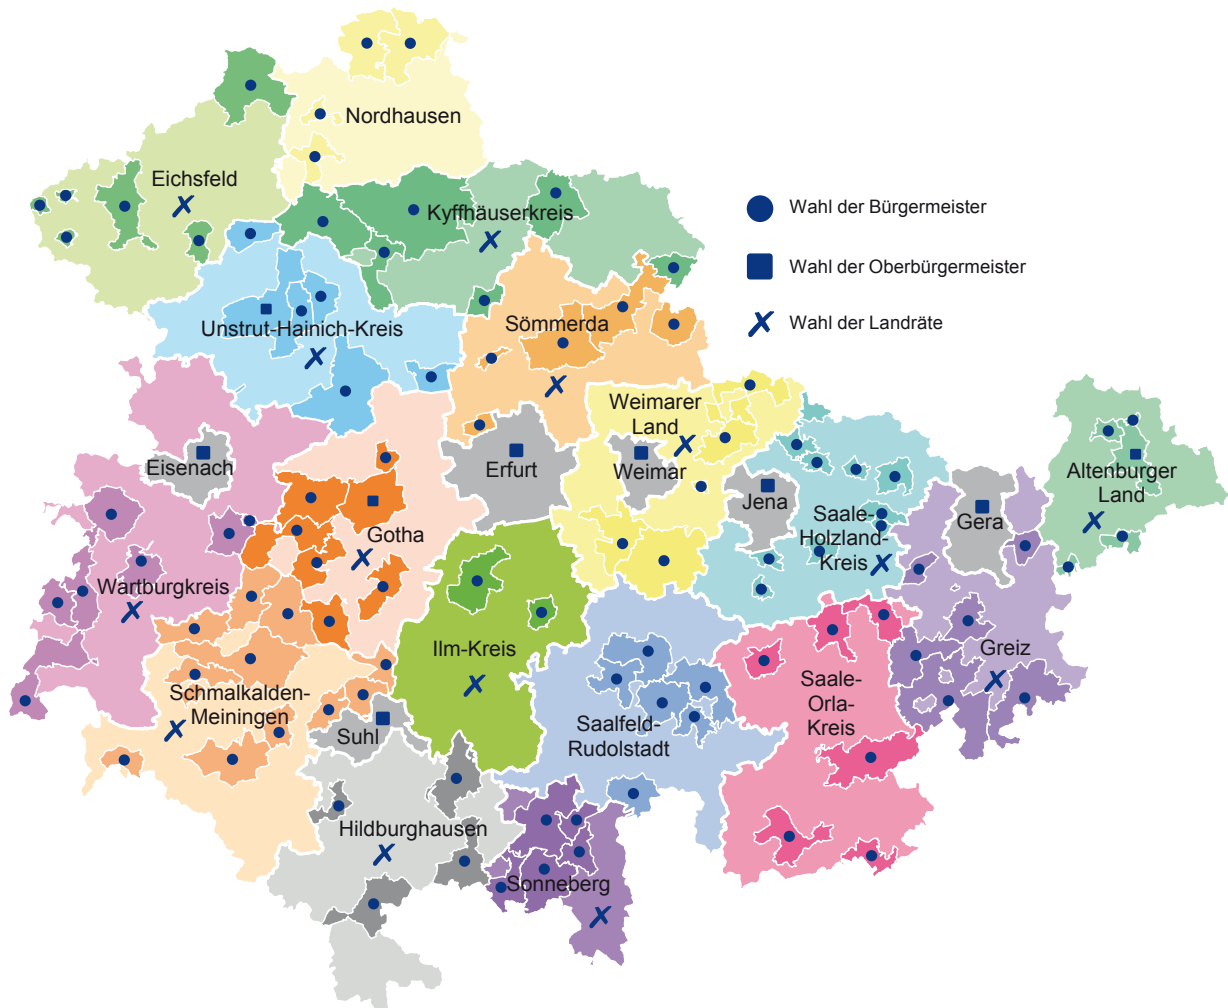 Nordhausen
Eichsfeld
Kyffhäuserkreis
Wahl der Bürgermeister
Wahl der Oberbürgermeister
Wahl der Landräte
Unstrut-Hainich-Kreis
Sömmerda
Weimarer
Land
Eisenach
Erfurt
Weimar
Jena
Gera
Altenburger
Land
Gotha
Saale-
Holzland-
Kreis
Wartburgkreis
Ilm-Kreis
Greiz
Schmalkalden-
Meiningen
Suhl
Saalfeld-
Rudolstadt
Saale-
Orla-
Kreis
Hildburghausen
Sonneberg